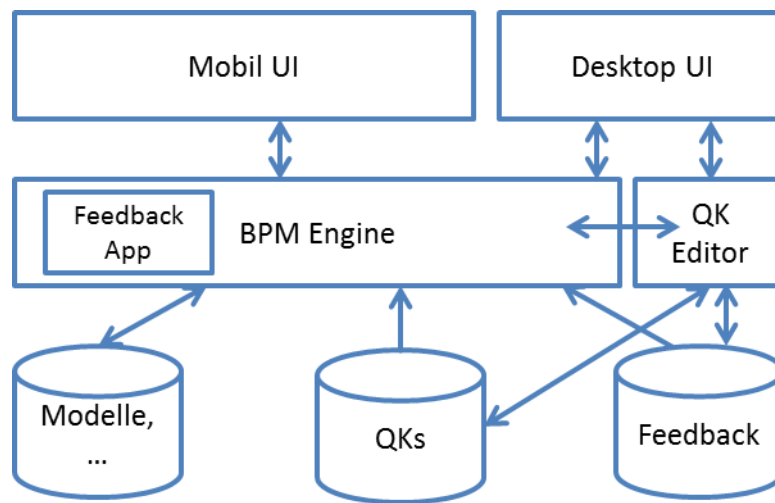 Mobil UI
Desktop UI
Feedback
App
BPM Engine
QK
Editor
Modelle,
...
QKs
Feedback